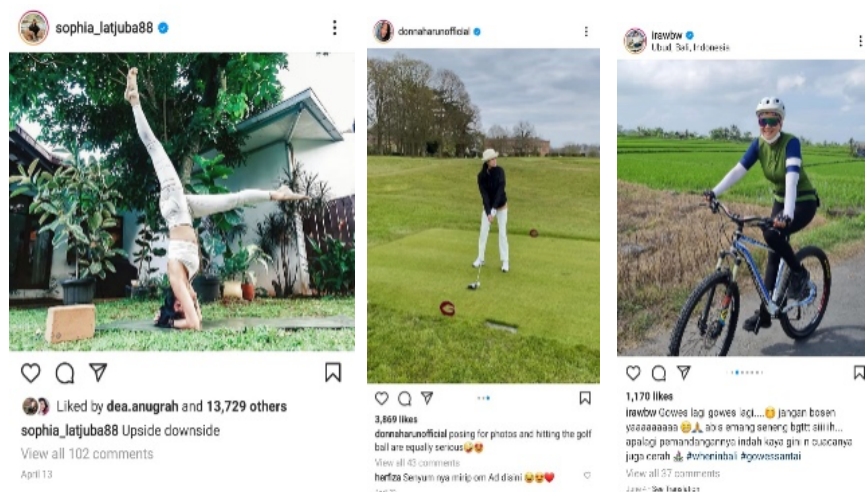 sophia_latjuba88
Liked by dea.anugrah and 13,729 others
sophia_latjuba88 Upside downside
View all 102 comments
April 13
donnaharunofficial
3,869 likes
donnaharunofficial posing for photos and hitting the golf
ball are equally serious🤪😍
View all 43 comments
herfiza Senyum nya mirip om Ad disini 😄😍❤️
irawbw
Ubud, Bali, Indonesia
1,170 likes
irawbw Gowes lagi gowes lagi....😁 jangan bosen
yaaaaaaaaa 😄🙏 abis emang seneng bgttt siiiih...
apalagi pemandangannya indah kaya gini n cuacanya
juga cerah #wheninbali #gowessantai
View all 37 comments
See Translation